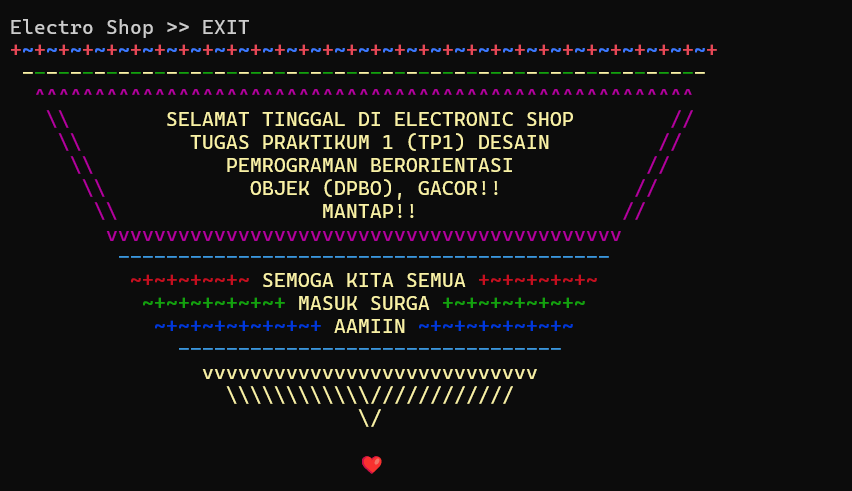 Electro Shop >> EXIT
+~+~+~+~+~+~+~+~+~+~+~+~+~+~+~+~+~+~+~+~+~+~+~+~+~+~+~+~+~+
---------------------------------------------------------
^^^^^^^^^^^^^^^^^^^^^^^^^^^^^^^^^^^^^^^^^^^^^^^^^^^^^^^
\\ SELAMAT TINGGAL DI ELECTRONIC SHOP //
\\ TUGAS PRAKTIKUM 1 (TP1) DESAIN //
\\ PEMROGRAMAN BERORIENTASI //
\\ OBJEK (DPBO), GACOR!! //
\\ MANTAP!! //
vvvvvvvvvvvvvvvvvvvvvvvvvvvvvvvvvvvvvvvvvvv
-----------------------------------------
~+~+~+~~+~ SEMOGA KITA SEMUA +~+~+~+~+~
~+~+~+~+~+~+ MASUK SURGA +~+~+~+~+~+~
~+~+~+~+~+~+~+ AAMIIN ~+~+~+~+~+~+~
--------------------------------
vvvvvvvvvvvvvvvvvvvvvvvvvvvv
\\\\\\\\\\\\////////////
\/